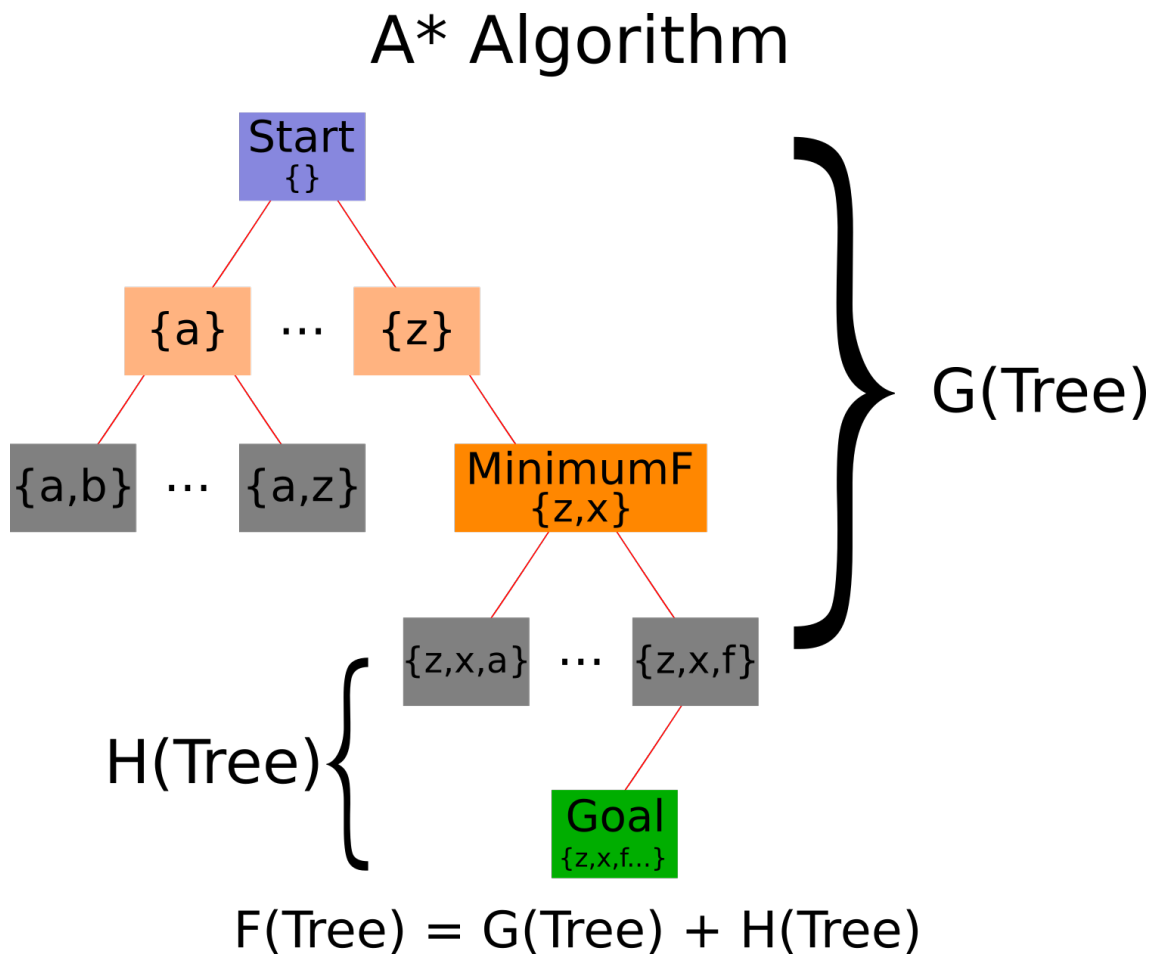 A* Algorithm
Start
{}
{a} ... {z}
G(Tree)
{a,b} ... {a,z}
MinimumF
{z,x}
{z,x,a} ... {z,x,f}
H(Tree)
Goal
{z,x,f...}
F(Tree) = G(Tree) + H(Tree)